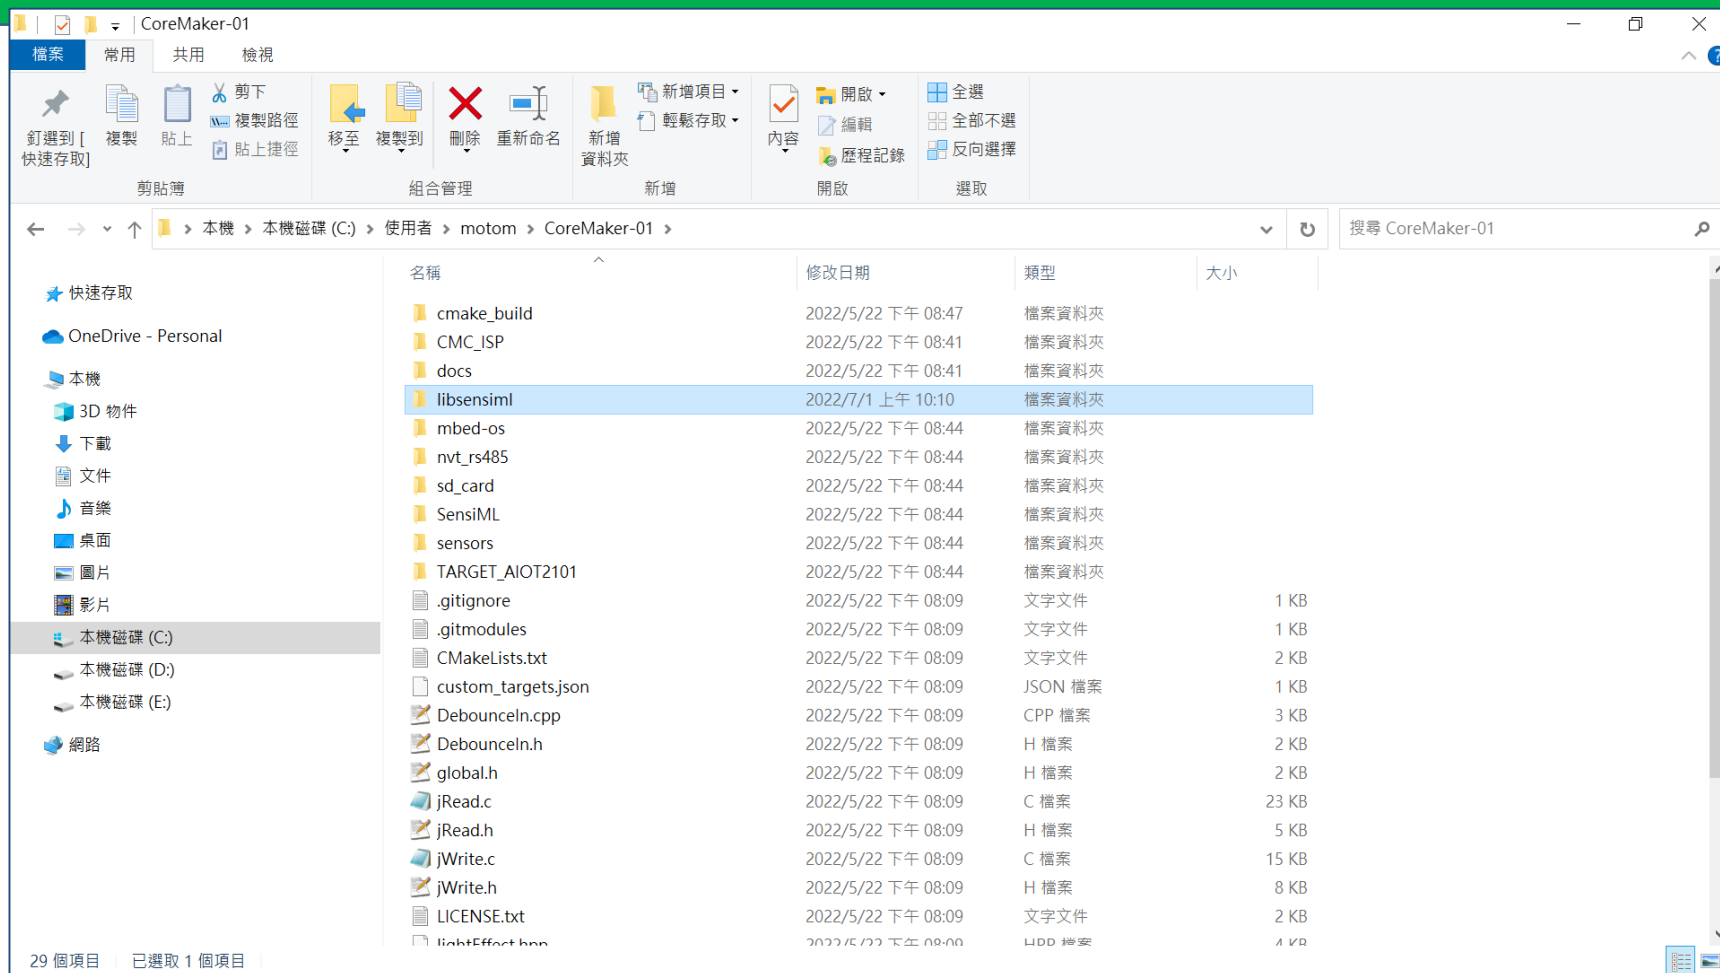 CoreMaker-01
檔案 常用 共用 檢視
釘選到 [
快速存取]
複製
貼上
剪下
複製路徑
貼上捷徑
剪貼簿
移至
複製到
刪除
重新命名
組合管理
新增
資料夾
新增項目
輕鬆存取
新增
內容
開啟
編輯
歷程記錄
開啟
全選
全部不選
反向選擇
選取
本機 本機磁碟 (C:) 使用者 motom CoreMaker-01
搜尋 CoreMaker-01
快速存取
OneDrive - Personal
本機
3D 物件
下載
文件
音樂
桌面
圖片
影片
本機磁碟 (C:)
本機磁碟 (D:)
本機磁碟 (E:)
網路
名稱 修改日期 類型 大小
cmake_build 2022/5/22 下午 08:47 檔案資料夾
CMC_ISP 2022/5/22 下午 08:41 檔案資料夾
docs 2022/5/22 下午 08:41 檔案資料夾
libsensiml 2022/7/1 上午 10:10 檔案資料夾
mbed-os 2022/5/22 下午 08:44 檔案資料夾
nvt_rs485 2022/5/22 下午 08:44 檔案資料夾
sd_card 2022/5/22 下午 08:44 檔案資料夾
SensiML 2022/5/22 下午 08:44 檔案資料夾
sensors 2022/5/22 下午 08:44 檔案資料夾
TARGET_AIOT2101 2022/5/22 下午 08:44 檔案資料夾
.gitignore 2022/5/22 下午 08:09 文字文件 1 KB
.gitmodules 2022/5/22 下午 08:09 文字文件 1 KB
CMakeLists.txt 2022/5/22 下午 08:09 文字文件 2 KB
custom_targets.json 2022/5/22 下午 08:09 JSON 檔案 1 KB
DebounceIn.cpp 2022/5/22 下午 08:09 CPP 檔案 3 KB
DebounceIn.h 2022/5/22 下午 08:09 H 檔案 2 KB
global.h 2022/5/22 下午 08:09 H 檔案 2 KB
jRead.c 2022/5/22 下午 08:09 C 檔案 23 KB
jRead.h 2022/5/22 下午 08:09 H 檔案 5 KB
jWrite.c 2022/5/22 下午 08:09 C 檔案 15 KB
jWrite.h 2022/5/22 下午 08:09 H 檔案 8 KB
LICENSE.txt 2022/5/22 下午 08:09 文字文件 2 KB
lightEffect.hpp 2022/5/22 下午 08:09 HPP 檔案 4 KB
29 個項目 已選取 1 個項目